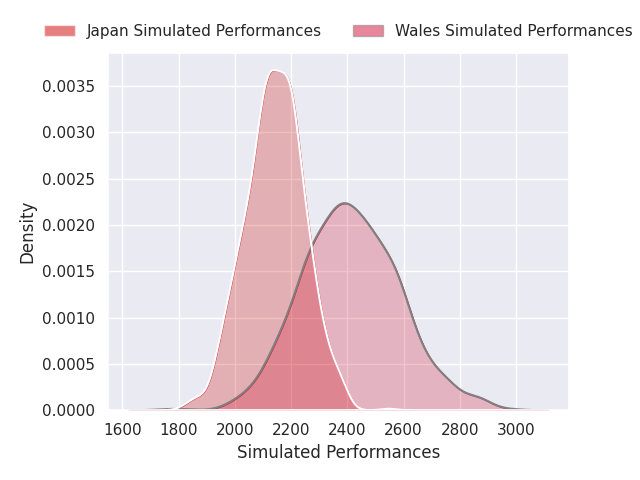 Japan Simulated Performances
Wales Simulated Performances
0.0035
0.0030
0.0025
0.0020
0.0015
0.0010
0.0005
0.0000
Density
1600 1800 2000 2200 2400 2600 2800 3000
Simulated Performances